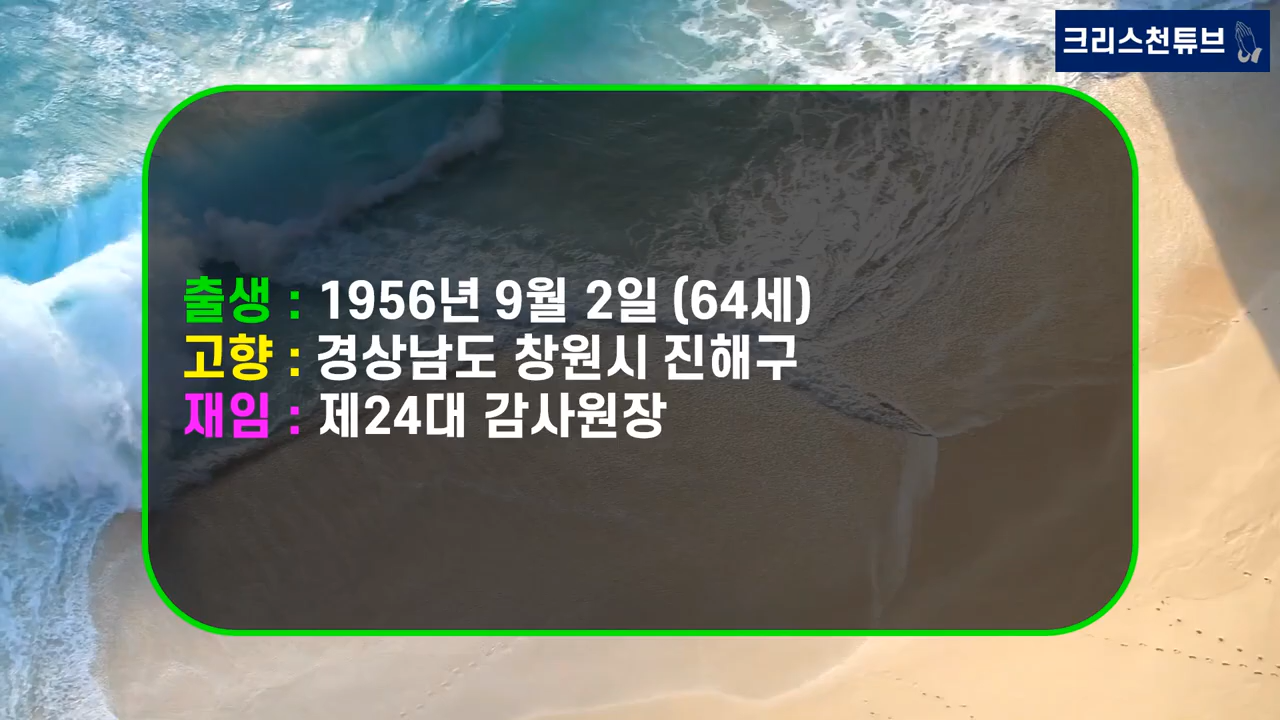 크리스천튜브
출생 : 1956년 9월 2일 (64세)
고향 : 경상남도 창원시 진해구
재임 : 제24대 감사원장